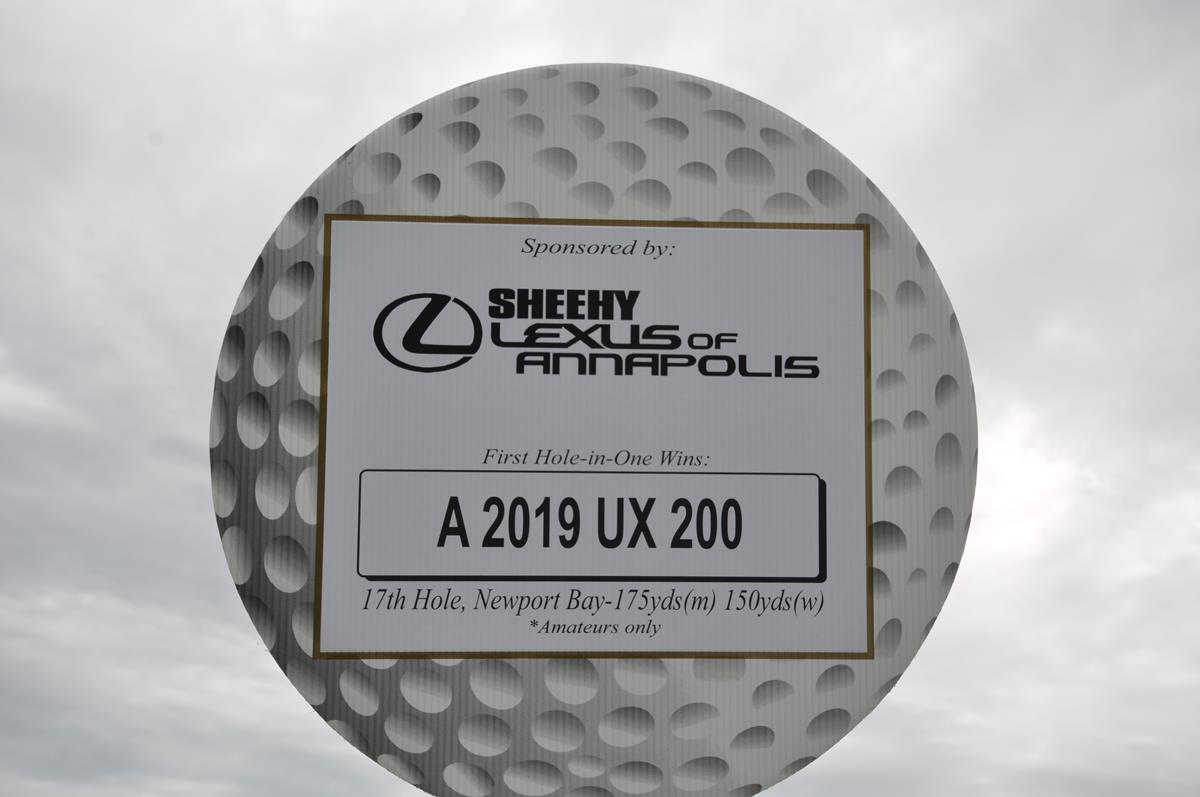 Sponsored by:
SHEEHY
LEXUS OF
ANNAPOLIS
First Hole-in-One Wins:
A 2019 UX 200
17th Hole, Newport Bay-175yds(m) 150yds(w)
*Amateurs only